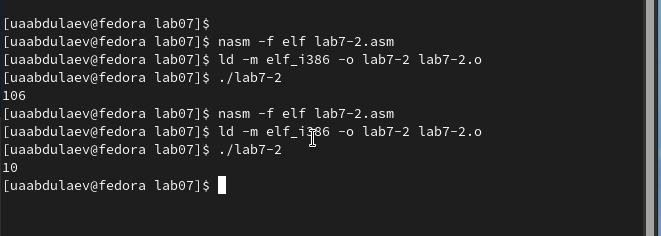 [uaabdulaev@fedora lab07]$
[uaabdulaev@fedora lab07]$ nasm -f elf lab7-2.asm
[uaabdulaev@fedora lab07]$ ld -m elf_i386 -o lab7-2 lab7-2.o
[uaabdulaev@fedora lab07]$ ./lab7-2
106
[uaabdulaev@fedora lab07]$ nasm -f elf lab7-2.asm
[uaabdulaev@fedora lab07]$ ld -m elf_i386 -o lab7-2 lab7-2.o
[uaabdulaev@fedora lab07]$ ./lab7-2
10
[uaabdulaev@fedora lab07]$